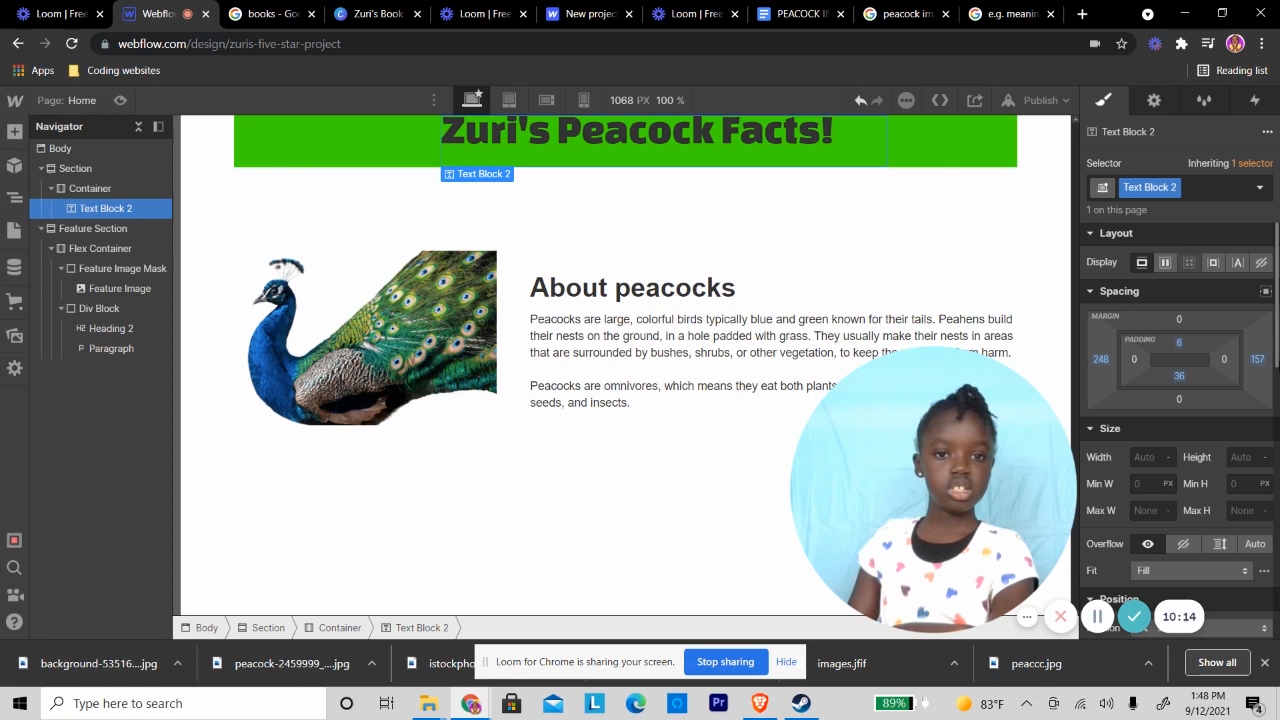 Loom | Free
Webflow
books - Goo
Zuri's Book
Loom | Free
New project
Loom | Free
PEACOCK IN
peacock im
e.g. meanin
webflow.com/design/zuris-five-star-project
Apps
Coding websites
Reading list
Page: Home
1068 PX 100 %
Publish
Navigator
Body
Section
Container
Text Block 2
Feature Section
Flex Container
Feature Image Mask
Feature Image
Div Block
H2 Heading 2
P Paragraph
Zuri's Peacock Facts!
Text Block 2
About peacocks
Peacocks are large, colorful birds typically blue and green known for their tails. Peahens build
their nests on the ground, in a hole padded with grass. They usually make their nests in areas
that are surrounded by bushes, shrubs, or other vegetation, to keep the harm.
Peacocks are omnivores, which means they eat both plants
seeds, and insects.
Text Block 2
Selector Inheriting 1 selector
Text Block 2
1 on this page
Layout
Display
Spacing
MARGIN 0
PADDING 6
248 0 0 157
36
0
Size
Width Auto - Height Auto -
Min W 0 PX Min H 0 PX
Max W None - Max H None -
Overflow Auto
Fit Fill
Position
10:14
Body Section Container Text Block 2
background-53516....jpg
peacock-2459999_...jpg
istockpho
Loom for Chrome is sharing your screen. Stop sharing Hide
images.jfif
peaccc.jpg
Show all
Type here to search
L
Pr
89%
83°F
1:48 PM
9/12/2021
4